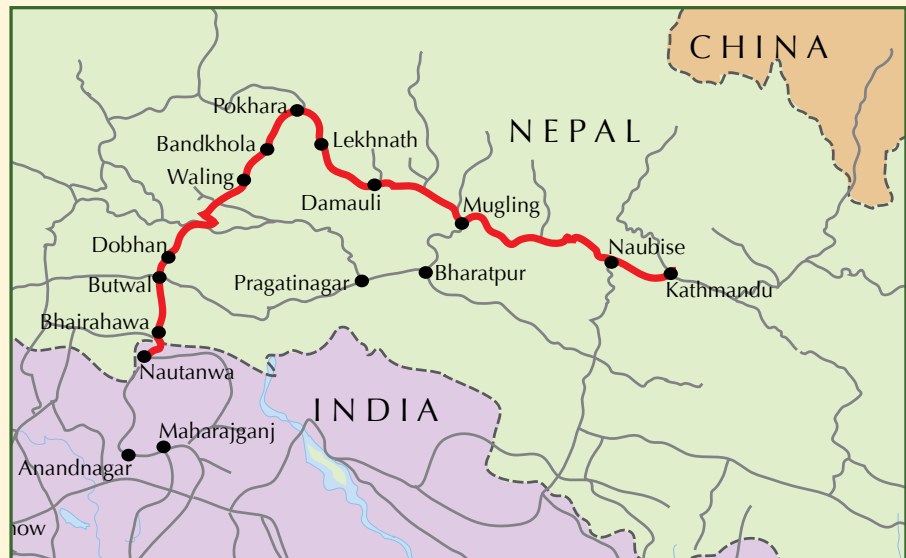 CHINA
Pokhara
NEPAL
Bandkhola
Lekhnath
Waling
Damauli
Mugling
Dobhan
Naubise
Butwal
Pragatinagar
Bharatpur
Kathmandu
Bhairahawa
Nautanwa
INDIA
Maharajganj
Anandnagar
now